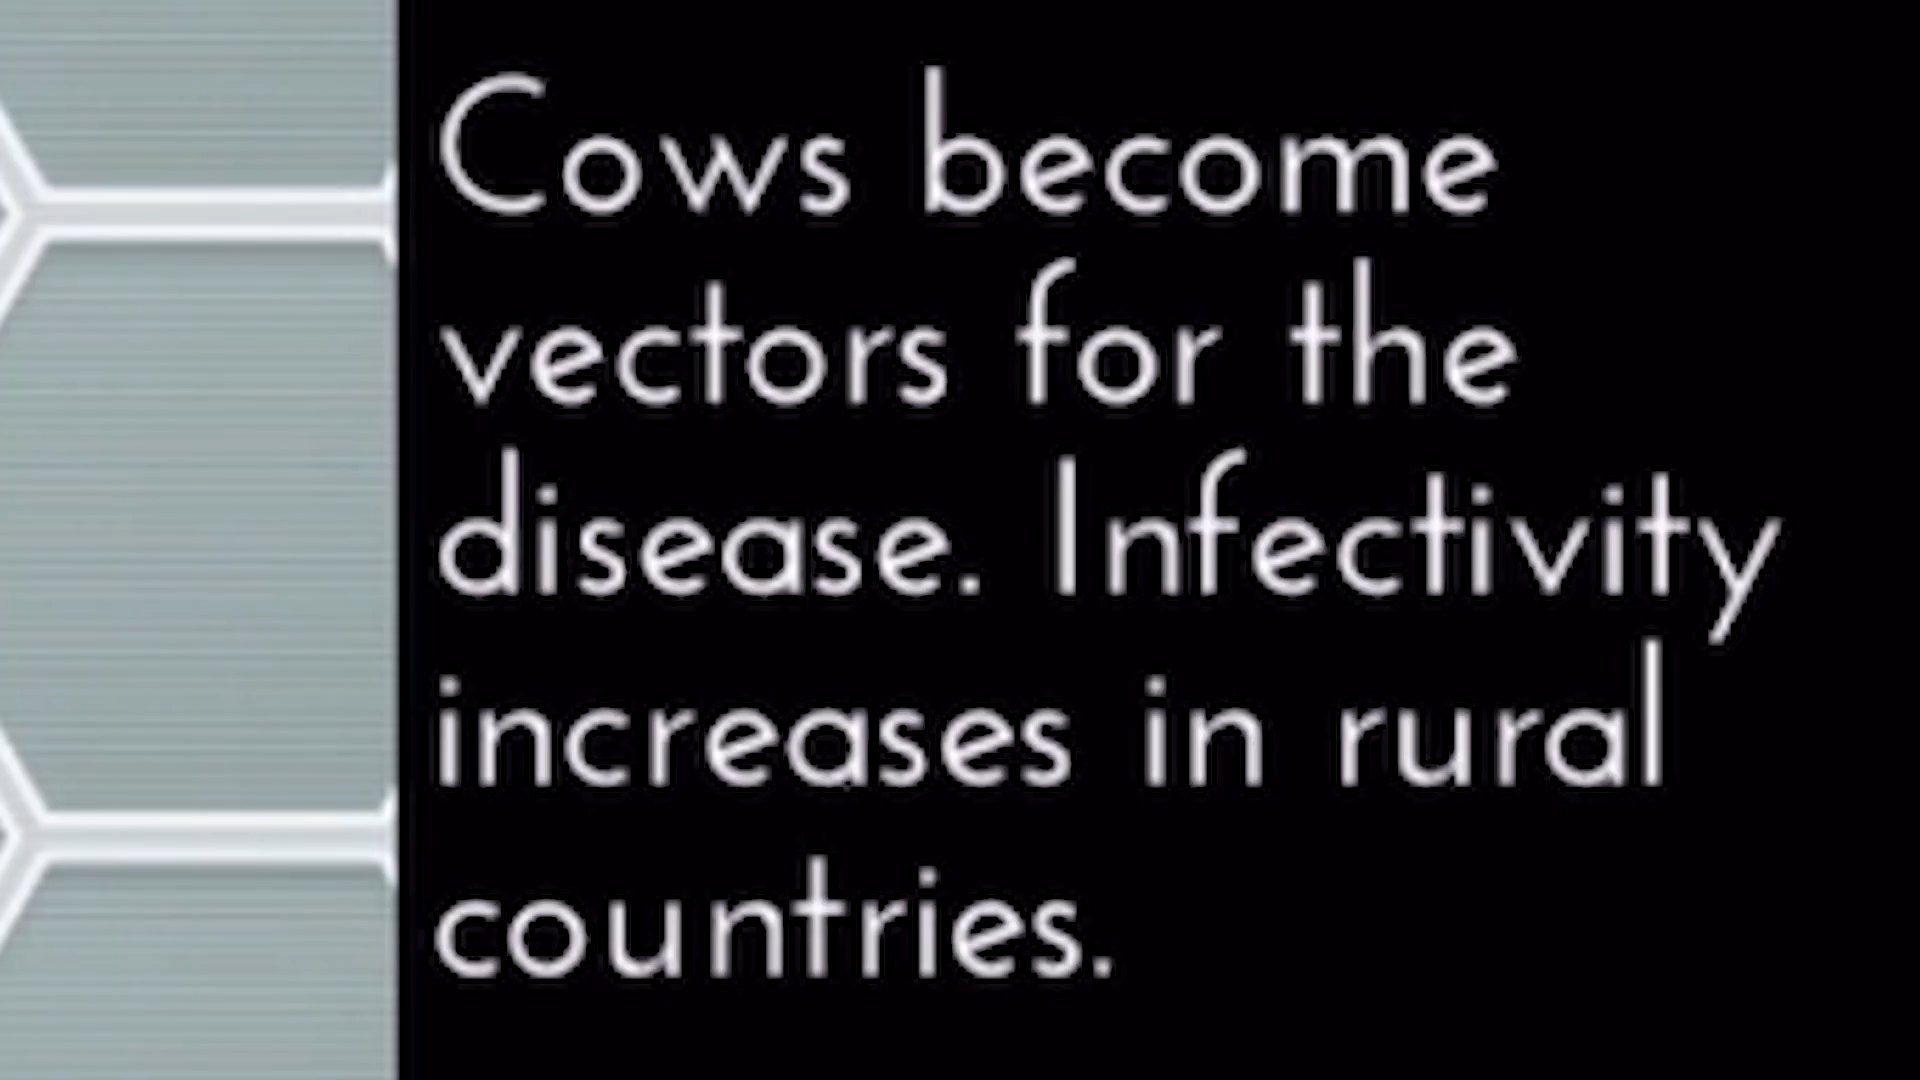 Cows become
vectors for the
disease. Infectivity
increases in rural
countries.